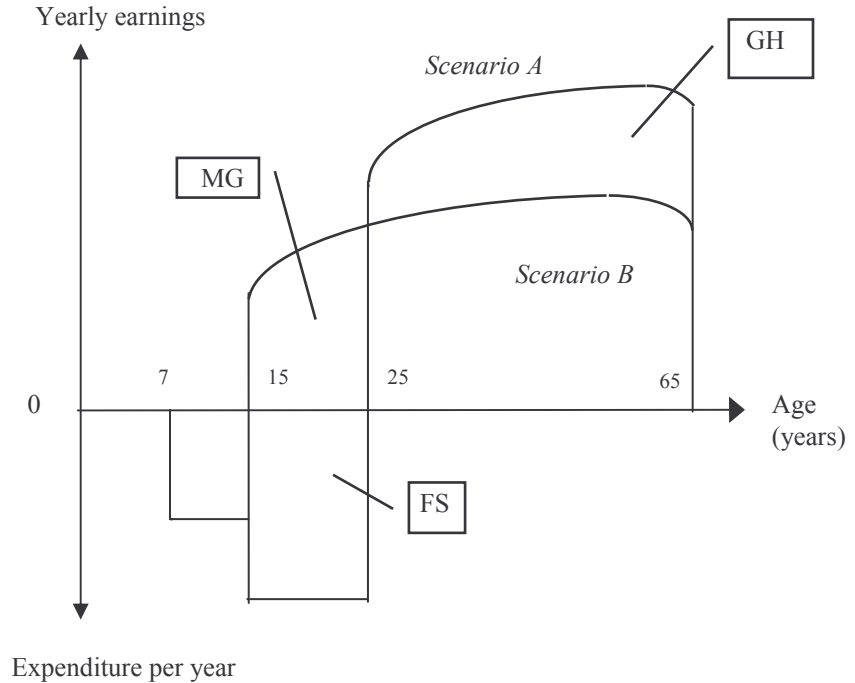 Yearly earnings
GH
Scenario A
MG
Scenario B
7 15 25 65
0
Age
(years)
FS
Expenditure per year